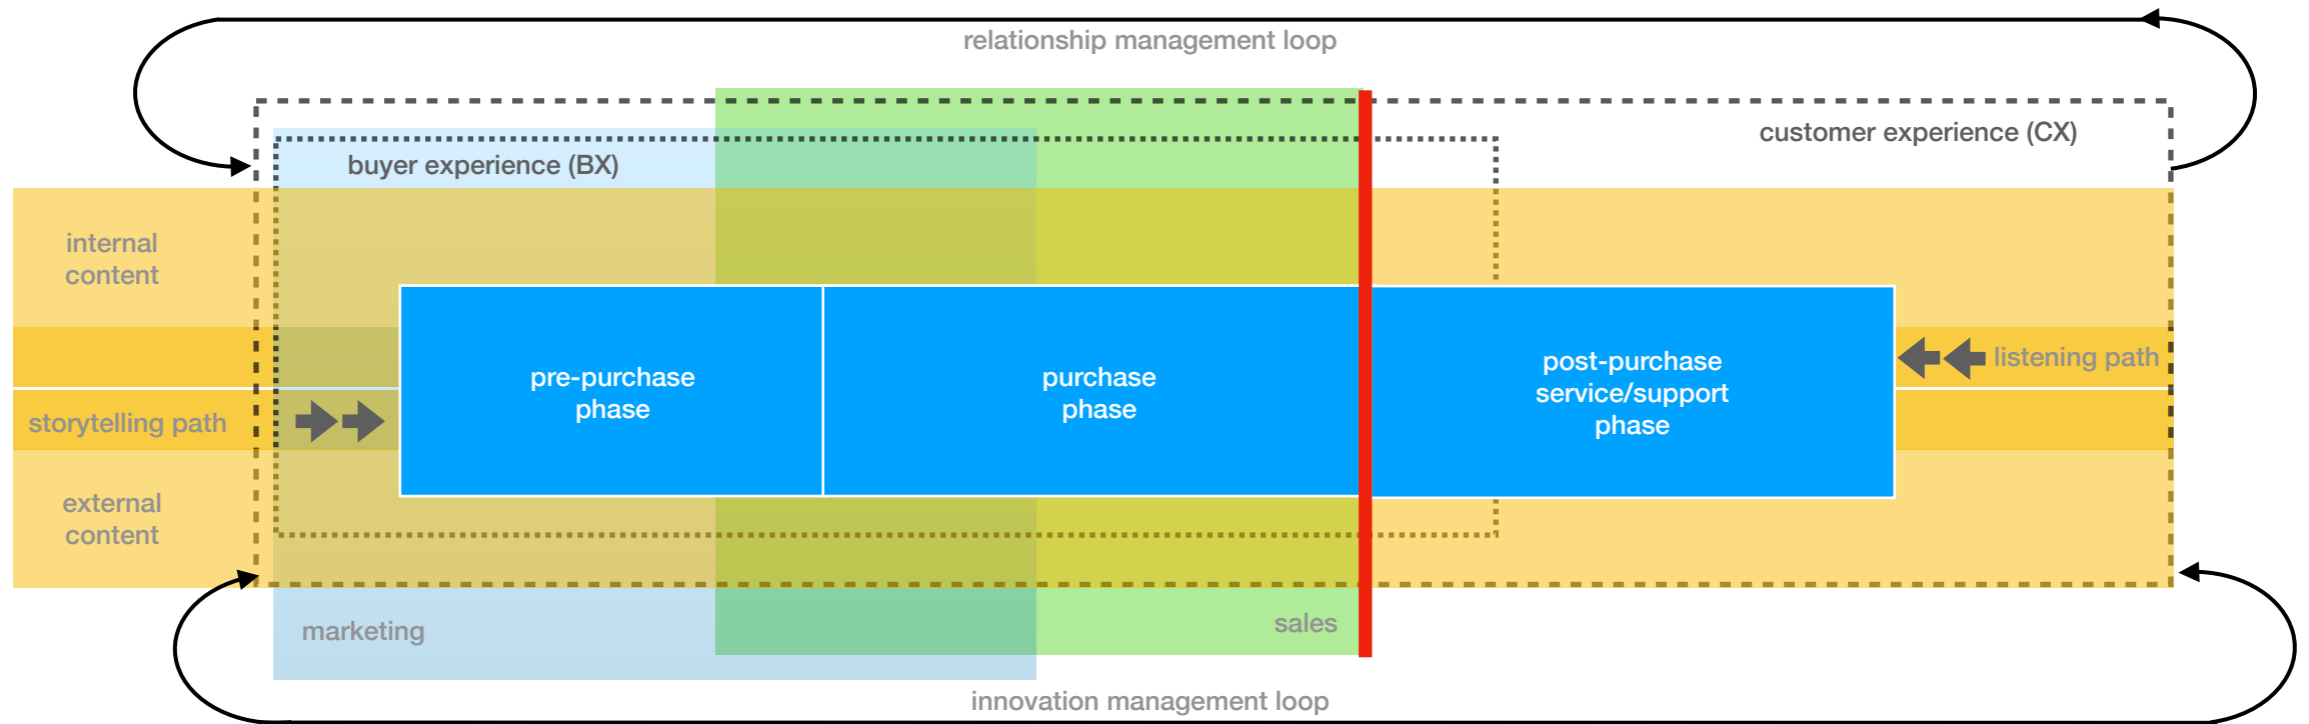 relationship management loop
customer experience (CX)
buyer experience (BX)
internal
content
pre-purchase
phase
purchase
phase
post-purchase
service/support
phase
listening path
storytelling path
external
content
marketing
sales
innovation management loop